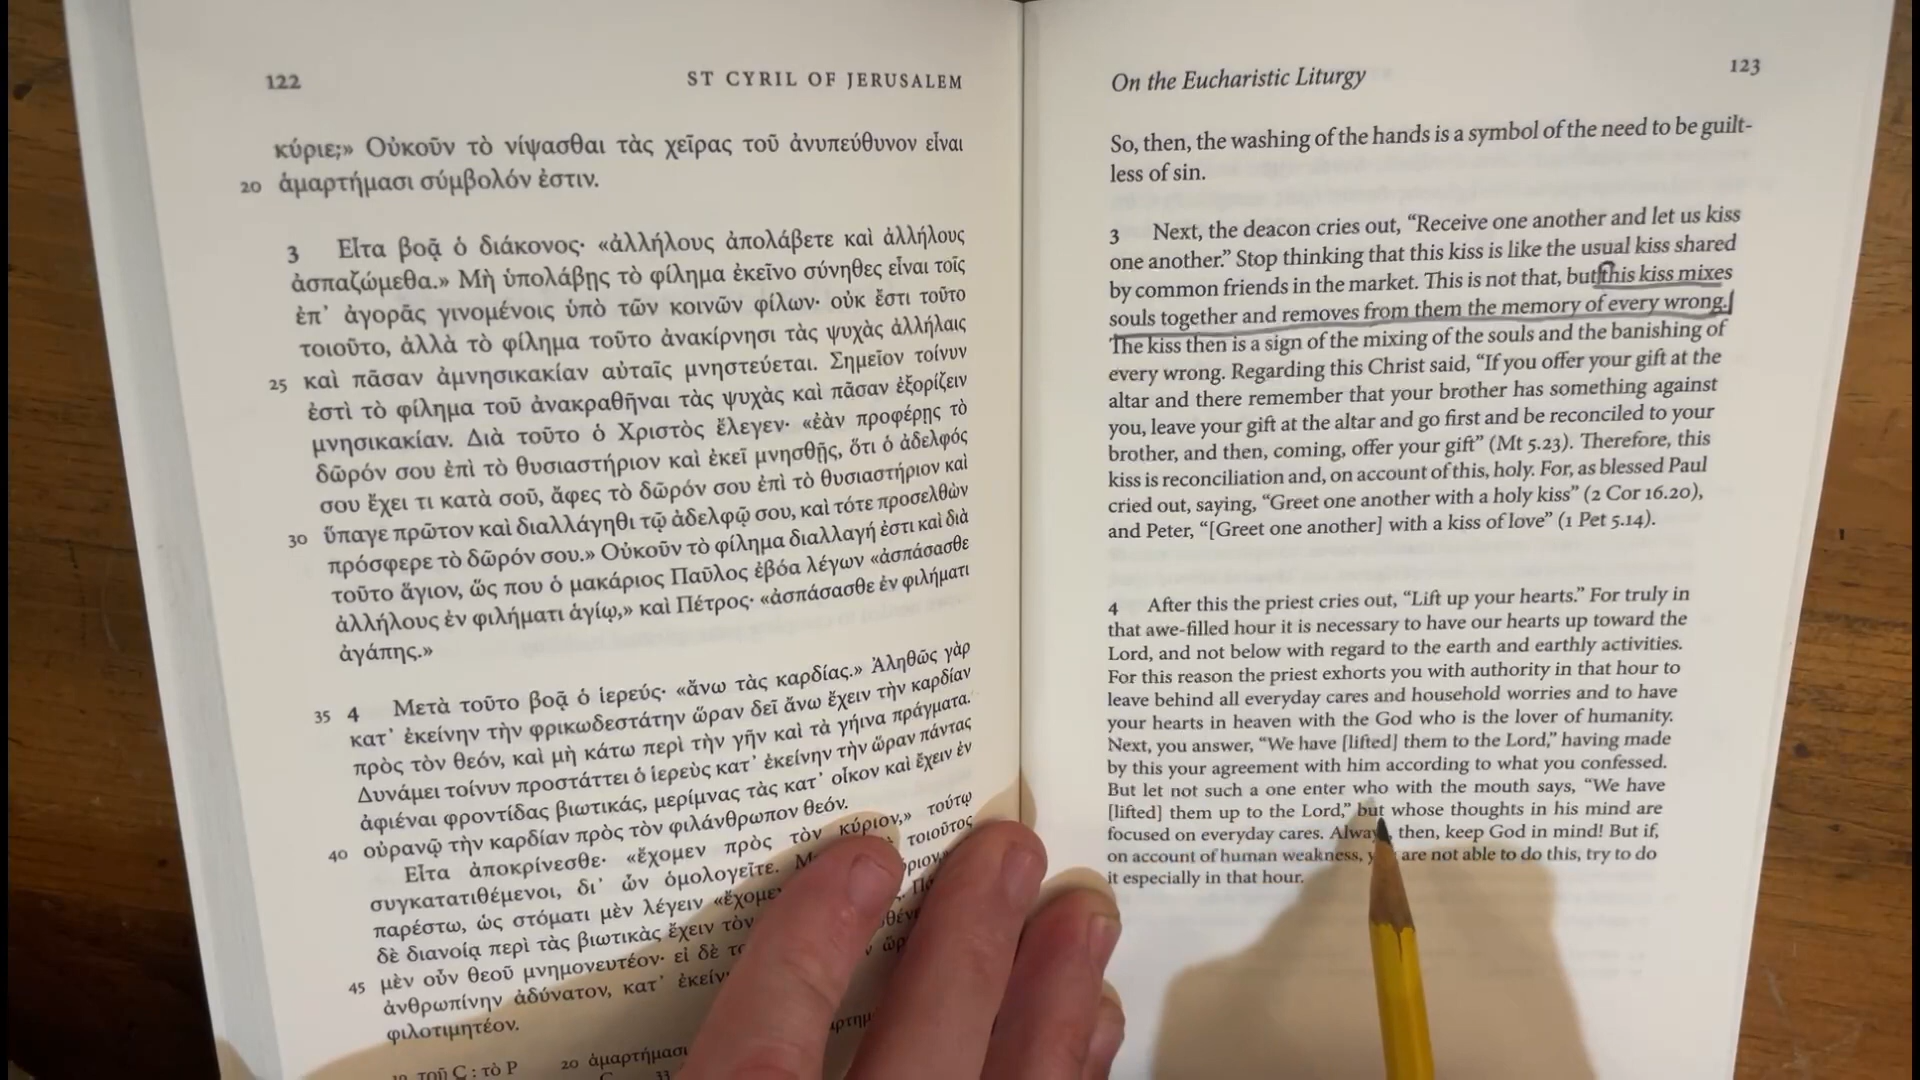 122
ST CYRIL OF JERUSALEM
κύριε;» Οὐκοῦν τὸ νίψασθαι τὰς χεῖρας τοῦ ἀνυπεύθυνον εἶναι
20 ἁμαρτήμασι σύμβολόν ἐστιν.
3 Εἶτα βοᾷ ὁ διάκονος· «ἀλλήλους ἀπολάβετε καὶ ἀλλήλους
ἀσπαζώμεθα.» Μὴ ὑπολάβῃς τὸ φίλημα ἐκεῖνο σύνηθες εἶναι τοῖς
ἐπ’ ἀγορᾶς γινομένοις ὑπὸ τῶν κοινῶν φίλων· οὐκ ἔστι τοῦτο
τοιοῦτο, ἀλλὰ τὸ φίλημα τοῦτο ἀνακίρνησι τὰς ψυχὰς ἀλλήλαις
25 καὶ πᾶσαν ἀμνησικακίαν αὐταῖς μνηστεύεται. Σημεῖον τοίνυν
ἐστὶ τὸ φίλημα τοῦ ἀνακραθῆναι τὰς ψυχὰς καὶ πᾶσαν ἐξορίζειν
μνησικακίαν. Διὰ τοῦτο ὁ Χριστὸς ἔλεγεν· «ἐὰν προφέρῃς τὸ
δῶρόν σου ἐπὶ τὸ θυσιαστήριον καὶ ἐκεῖ μνησθῇς, ὅτι ὁ ἀδελφός
σου ἔχει τι κατὰ σοῦ, ἄφες τὸ δῶρόν σου ἐπὶ τὸ θυσιαστήριον καὶ
30 ὕπαγε πρῶτον καὶ διαλλάγηθι τῷ ἀδελφῷ σου, καὶ τότε προσελθὼν
πρόσφερε τὸ δῶρόν σου.» Οὐκοῦν τὸ φίλημα διαλλαγή ἐστι καὶ διὰ
τοῦτο ἅγιον, ὥς που ὁ μακάριος Παῦλος ἐβόα λέγων «ἀσπάσασθε
ἀλλήλους ἐν φιλήματι ἁγίῳ,» καὶ Πέτρος· «ἀσπάσασθε ἐν φιλήματι
ἀγάπης.»
35 4 Μετὰ τοῦτο βοᾷ ὁ ἱερεύς· «ἄνω τὰς καρδίας.» Ἀληθῶς γὰρ
κατ’ ἐκείνην τὴν φρικωδεστάτην ὥραν δεῖ ἄνω ἔχειν τὴν καρδίαν
πρὸς τὸν θεόν, καὶ μὴ κάτω περὶ τὴν γῆν καὶ τὰ γήινα πράγματα.
Δυνάμει τοίνυν προστάττει ὁ ἱερεὺς κατ’ ἐκείνην τὴν ὥραν πάντας
ἀφιέναι φροντίδας βιωτικάς, μερίμνας τὰς κατ’ οἶκον καὶ ἔχειν ἐν
40 οὐρανῷ τὴν καρδίαν πρὸς τὸν φιλάνθρωπον θεόν.
Εἶτα ἀποκρίνεσθε· «ἔχομεν πρὸς τὸν κύριον,» τούτῳ
συγκατατιθέμενοι, δι’ ὧν ὁμολογεῖτε. τοιοῦτος
παρέστω, ὡς στόματι μὲν λέγειν
δὲ διανοίᾳ περὶ τὰς βιωτικὰς ἔχειν τὸν
45 μὲν οὖν θεοῦ μνημονευτέον· εἰ δὲ
ἀνθρωπίνην ἀδύνατον, κατ’
φιλοτιμητέον.
τοῦ C : τὸ P 20 ἁμαρτήμασι
33
123
On the Eucharistic Liturgy
So, then, the washing of the hands is a symbol of the need to be guilt-
less of sin.
3 Next, the deacon cries out, “Receive one another and let us kiss
one another.” Stop thinking that this kiss is like the usual kiss shared
by common friends in the market. This is not that, but this kiss mixes
souls together and removes from them the memory of every wrong.
The kiss then is a sign of the mixing of the souls and the banishing of
every wrong. Regarding this Christ said, “If you offer your gift at the
altar and there remember that your brother has something against
you, leave your gift at the altar and go first and be reconciled to your
brother, and then, coming, offer your gift” (Mt 5.23). Therefore, this
kiss is reconciliation and, on account of this, holy. For, as blessed Paul
cried out, saying, “Greet one another with a holy kiss” (2 Cor 16.20),
and Peter, “[Greet one another] with a kiss of love” (1 Pet 5.14).
4 After this the priest cries out, “Lift up your hearts.” For truly in
that awe-filled hour it is necessary to have our hearts up toward the
Lord, and not below with regard to the earth and earthly activities.
For this reason the priest exhorts you with authority in that hour to
leave behind all everyday cares and household worries and to have
your hearts in heaven with the God who is the lover of humanity.
Next, you answer, “We have [lifted] them to the Lord,” having made
by this your agreement with him according to what you confessed.
But let not such a one enter who with the mouth says, “We have
[lifted] them up to the Lord,” but whose thoughts in his mind are
focused on everyday cares. Always, then, keep God in mind! But if,
on account of human weakness, you are not able to do this, try to do
it especially in that hour.